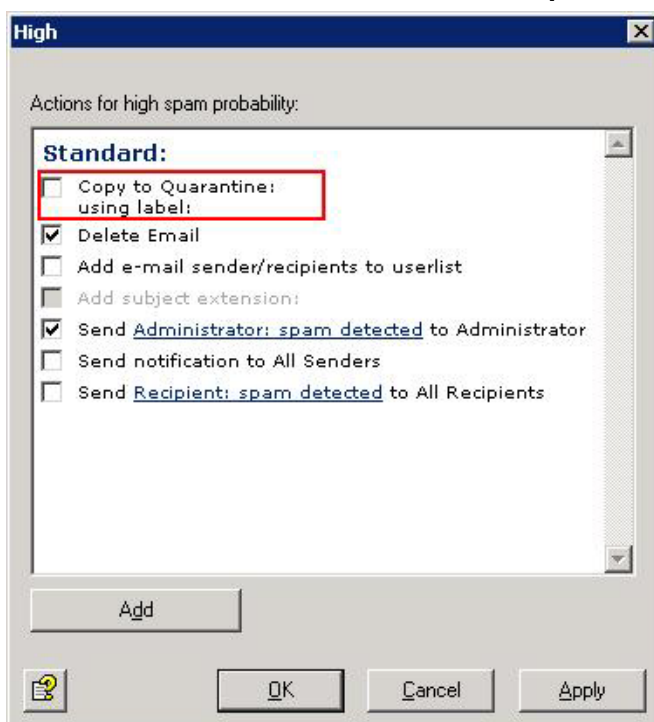 High
Actions for high spam probability:
Standard:
Copy to Quarantine:
using label:
Delete Email
Add e-mail sender/recipients to userlist
Add subject extension:
Send Administrator: spam detected to Administrator
Send notification to All Senders
Send Recipient: spam detected to All Recipients
Add
OK
Cancel
Apply